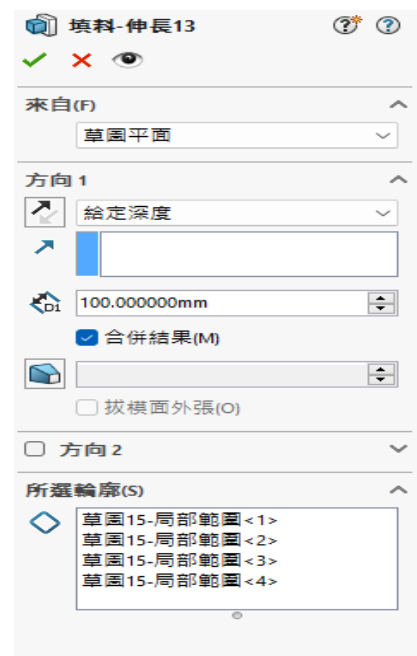 填料-伸長13
來自(F)
草圖平面
方向 1
給定深度
D1
100.000000mm
合併結果(M)
拔模面外張(O)
方向 2
所選輪廓(S)
草圖15-局部範圍<1>
草圖15-局部範圍<2>
草圖15-局部範圍<3>
草圖15-局部範圍<4>